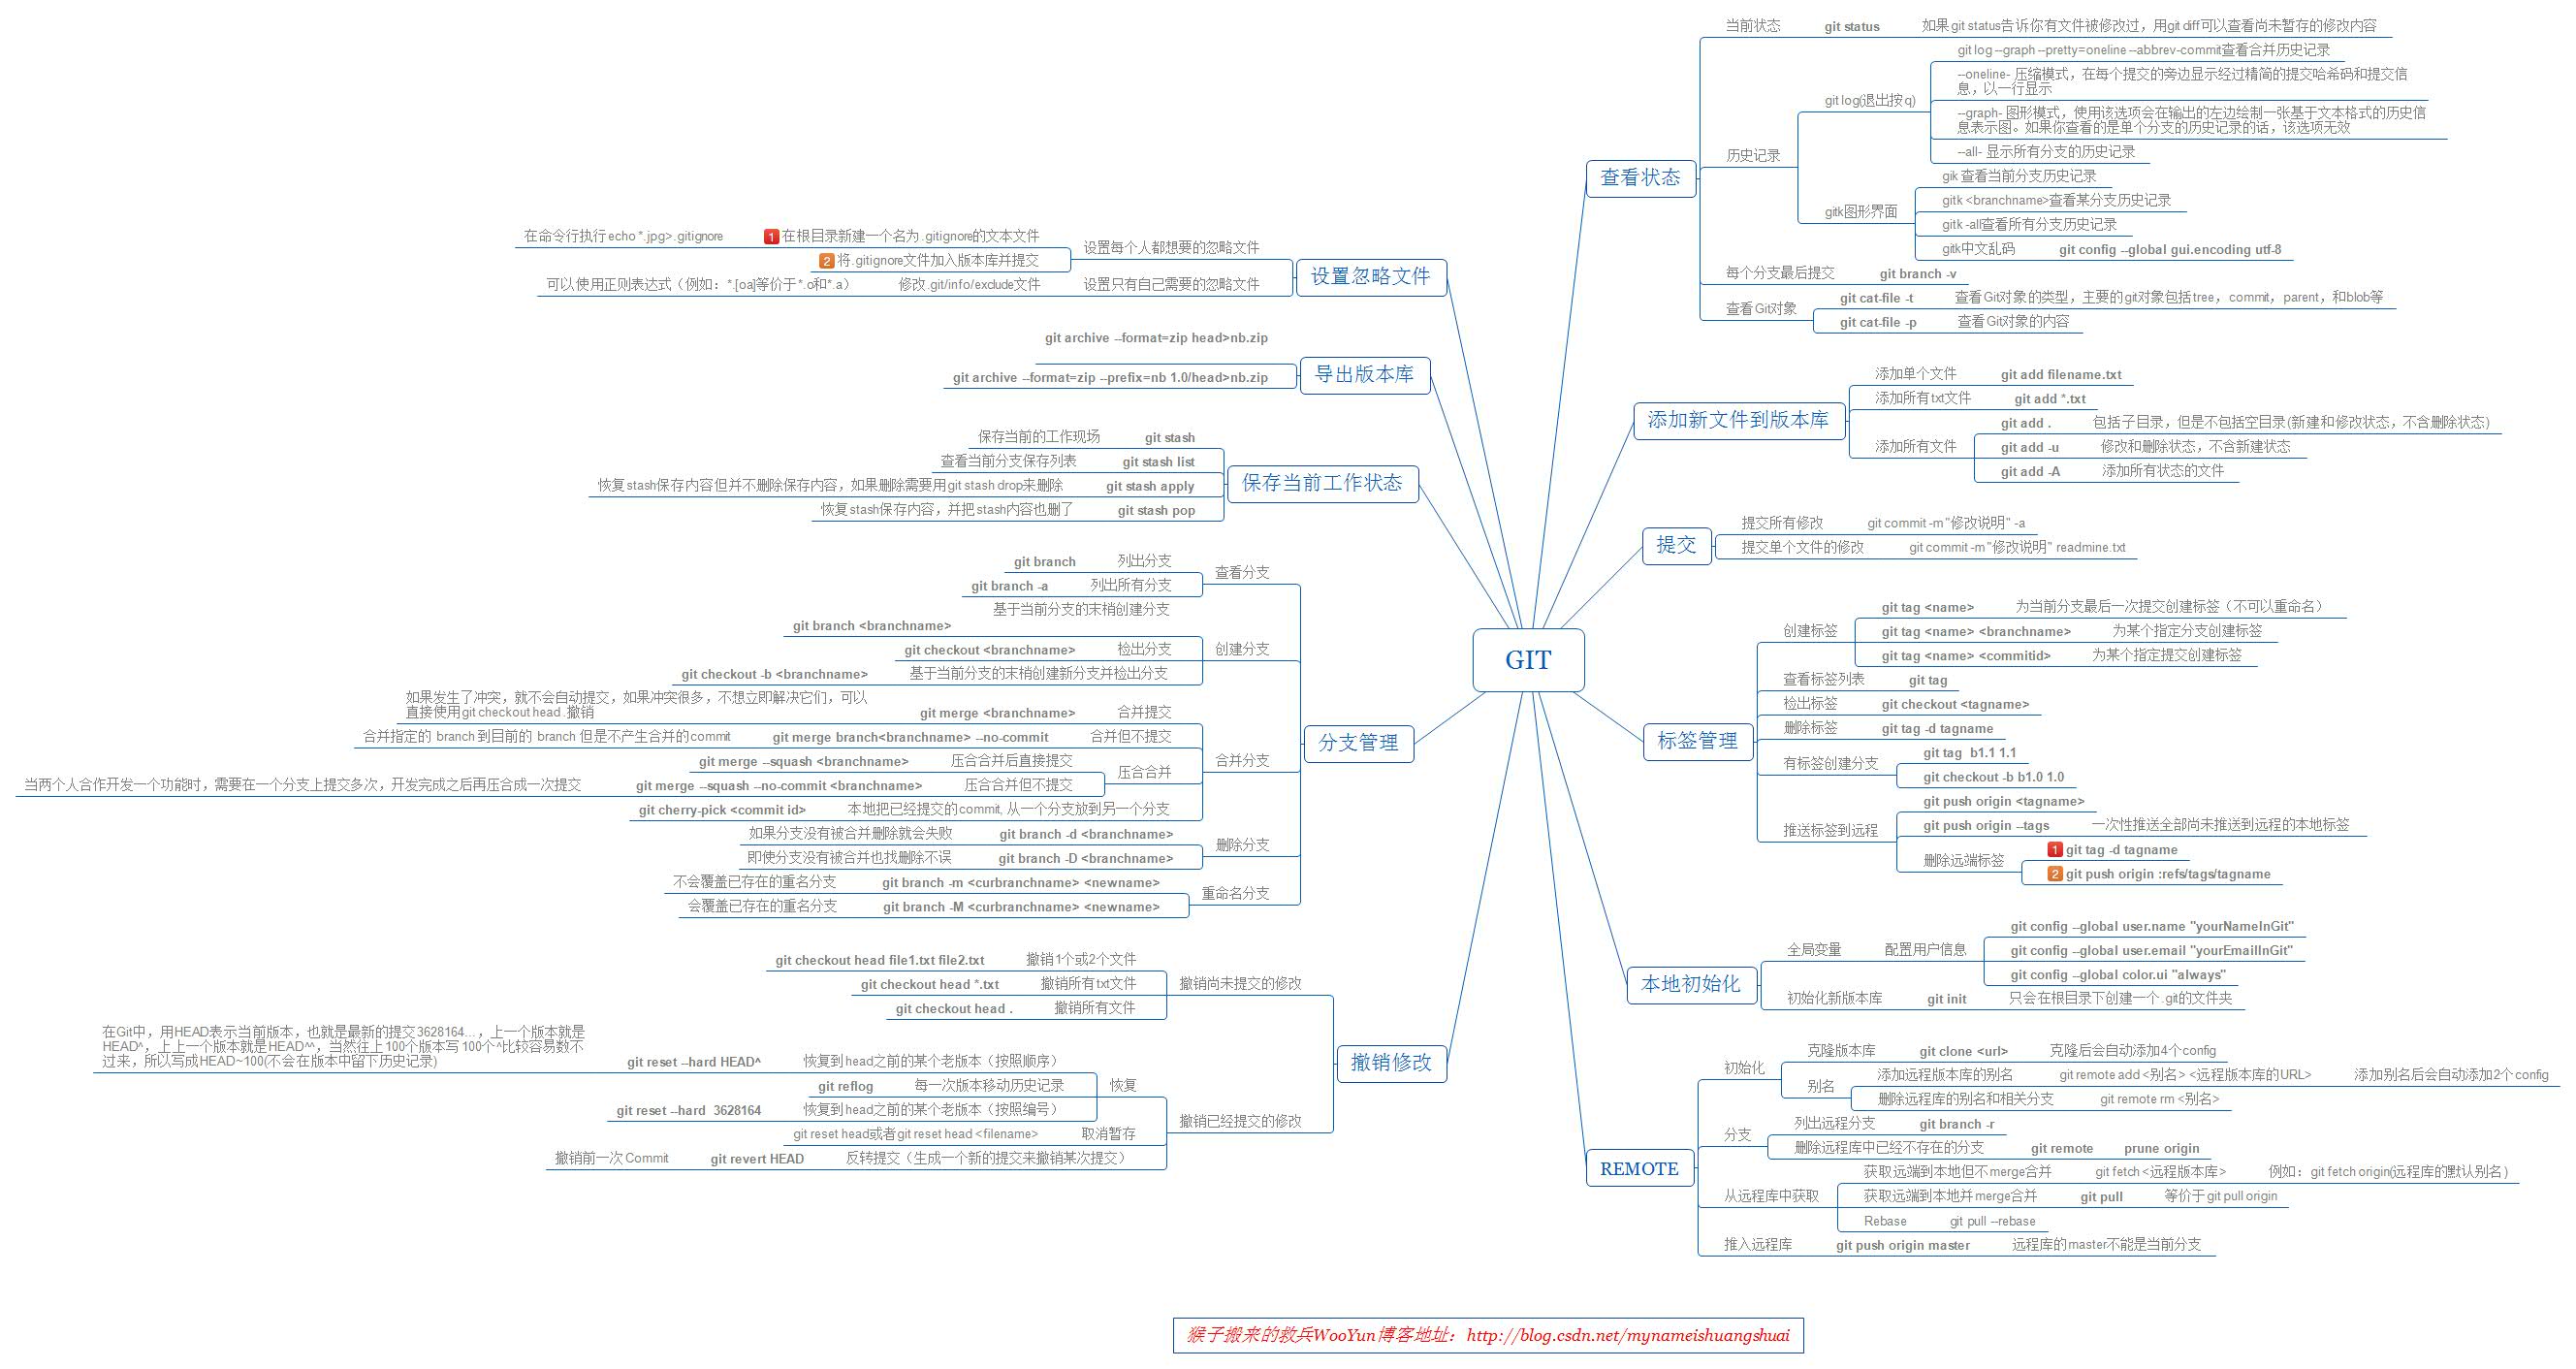 GIT
查看状态
当前状态 git status 如果git status告诉你有文件被修改过，用git diff可以查看尚未暂存的修改内容
历史记录
git log(退出按q)
git log --graph --pretty=oneline --abbrev-commit查看合并历史记录
--oneline- 压缩模式，在每个提交的旁边显示经过精简的提交哈希码和提交信
息，以一行显示
--graph- 图形模式，使用该选项会在输出的左边绘制一张基于文本格式的历史信
息表示图。如果你查看的是单个分支的历史记录的话，该选项无效
--all- 显示所有分支的历史记录
gitk图形界面
gik 查看当前分支历史记录
gitk <branchname>查看某分支历史记录
gitk -all查看所有分支历史记录
gitk中文乱码 git config --global gui.encoding utf-8
每个分支最后提交 git branch -v
查看Git对象
git cat-file -t 查看Git对象的类型，主要的git对象包括tree，commit，parent，和blob等
git cat-file -p 查看Git对象的内容
添加新文件到版本库
添加单个文件 git add filename.txt
添加所有txt文件 git add *.txt
添加所有文件
git add . 包括子目录，但是不包括空目录(新建和修改状态，不含删除状态)
git add -u 修改和删除状态，不含新建状态
git add -A 添加所有状态的文件
提交
提交所有修改 git commit -m "修改说明" -a
提交单个文件的修改 git commit -m "修改说明" readmine.txt
标签管理
创建标签
git tag <name> 为当前分支最后一次提交创建标签（不可以重命名）
git tag <name> <branchname> 为某个指定分支创建标签
git tag <name> <commitid> 为某个指定提交创建标签
查看标签列表 git tag
检出标签 git checkout <tagname>
删除标签 git tag -d tagname
有标签创建分支
git tag b1.1 1.1
git checkout -b b1.0 1.0
推送标签到远程
git push origin <tagname>
git push origin --tags 一次性推送全部尚未推送到远程的本地标签
删除远端标签
1 git tag -d tagname
2 git push origin :refs/tags/tagname
本地初始化
全局变量 配置用户信息
git config --global user.name "yourNameInGit"
git config --global user.email "yourEmailInGit"
git config --global color.ui "always"
初始化新版本库 git init 只会在根目录下创建一个.git的文件夹
REMOTE
初始化
克隆版本库 git clone <url> 克隆后会自动添加4个config
别名
添加远程版本库的别名 git remote add <别名> <远程版本库的URL> 添加别名后会自动添加2个config
删除远程库的别名和相关分支 git remote rm <别名>
分支
列出远程分支 git branch -r
删除远程库中已经不存在的分支 git remote prune origin
从远程库中获取
获取远端到本地但不merge合并 git fetch <远程版本库> 例如：git fetch origin(远程库的默认别名)
获取远端到本地并merge合并 git pull 等价于git pull origin
Rebase git pull --rebase
推入远程库 git push origin master 远程库的master不能是当前分支
设置忽略文件
设置每个人都想要的忽略文件
1 在根目录新建一个名为.gitignore的文本文件 在命令行执行echo *.jpg>.gitignore
2 将.gitignore文件加入版本库并提交
设置只有自己需要的忽略文件 修改.git/info/exclude文件 可以使用正则表达式（例如：*.[oa]等价于*.o和*.a）
导出版本库
git archive --format=zip head>nb.zip
git archive --format=zip --prefix=nb 1.0/head>nb.zip
保存当前工作状态
git stash 保存当前的工作现场
git stash list 查看当前分支保存列表
git stash apply 恢复stash保存内容但并不删除保存内容，如果删除需要用git stash drop来删除
git stash pop 恢复stash保存内容，并把stash内容也删了
分支管理
查看分支
列出分支 git branch
列出所有分支 git branch -a
创建分支
基于当前分支的末梢创建分支
git branch <branchname>
检出分支 git checkout <branchname>
基于当前分支的末梢创建新分支并检出分支 git checkout -b <branchname>
合并分支
合并提交 git merge <branchname>
如果发生了冲突，就不会自动提交，如果冲突很多，不想立即解决它们，可以
直接使用git checkout head .撤销
合并但不提交 git merge branch<branchname> --no-commit 合并指定的 branch 到目前的 branch 但是不产生合并的commit
压合合并
压合合并后直接提交 git merge --squash <branchname>
压合合并但不提交 git merge --squash --no-commit <branchname> 当两个人合作开发一个功能时，需要在一个分支上提交多次，开发完成之后再压合成一次提交
本地把已经提交的commit, 从一个分支放到另一个分支 git cherry-pick <commit id>
删除分支
git branch -d <branchname> 如果分支没有被合并删除就会失败
git branch -D <branchname> 即使分支没有被合并也找删除不误
重命名分支
git branch -m <curbranchname> <newname> 不会覆盖已存在的重名分支
git branch -M <curbranchname> <newname> 会覆盖已存在的重名分支
撤销修改
撤销尚未提交的修改
撤销1个或2个文件 git checkout head file1.txt file2.txt
撤销所有txt文件 git checkout head *.txt
撤销所有文件 git checkout head .
撤销已经提交的修改
恢复
恢复到head之前的某个老版本（按照顺序） git reset --hard HEAD^
在Git中，用HEAD表示当前版本，也就是最新的提交3628164...，上一个版本就是
HEAD^，上上一个版本就是HEAD^^，当然往上100个版本写100个^比较容易数不
过来，所以写成HEAD~100(不会在版本中留下历史记录)
每一次版本移动历史记录 git reflog
恢复到head之前的某个老版本（按照编号） git reset --hard 3628164
取消暂存 git reset head或者git reset head <filename>
反转提交（生成一个新的提交来撤销某次提交） git revert HEAD 撤销前一次 Commit
猴子搬来的救兵WooYun博客地址：http://blog.csdn.net/mynameishuangshuai